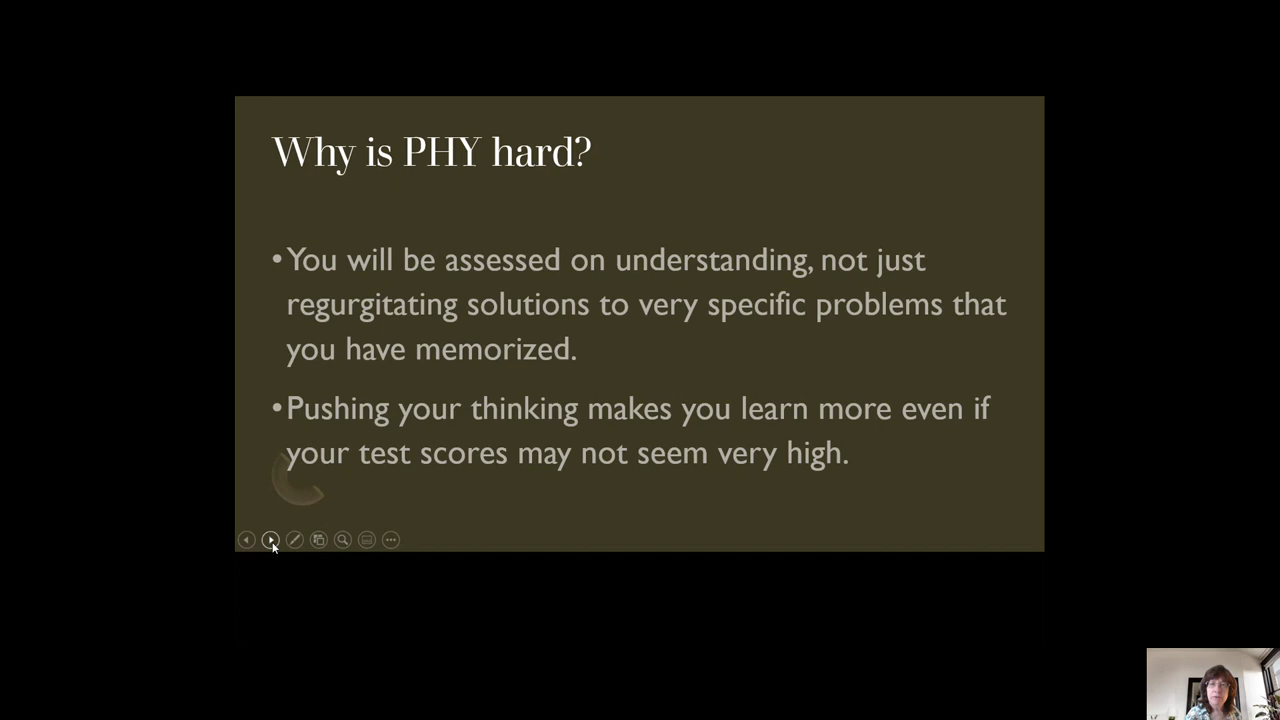 Why is PHY hard?
•You will be assessed on understanding, not just
regurgitating solutions to very specific problems that
you have memorized.
•Pushing your thinking makes you learn more even if
your test scores may not seem very high.